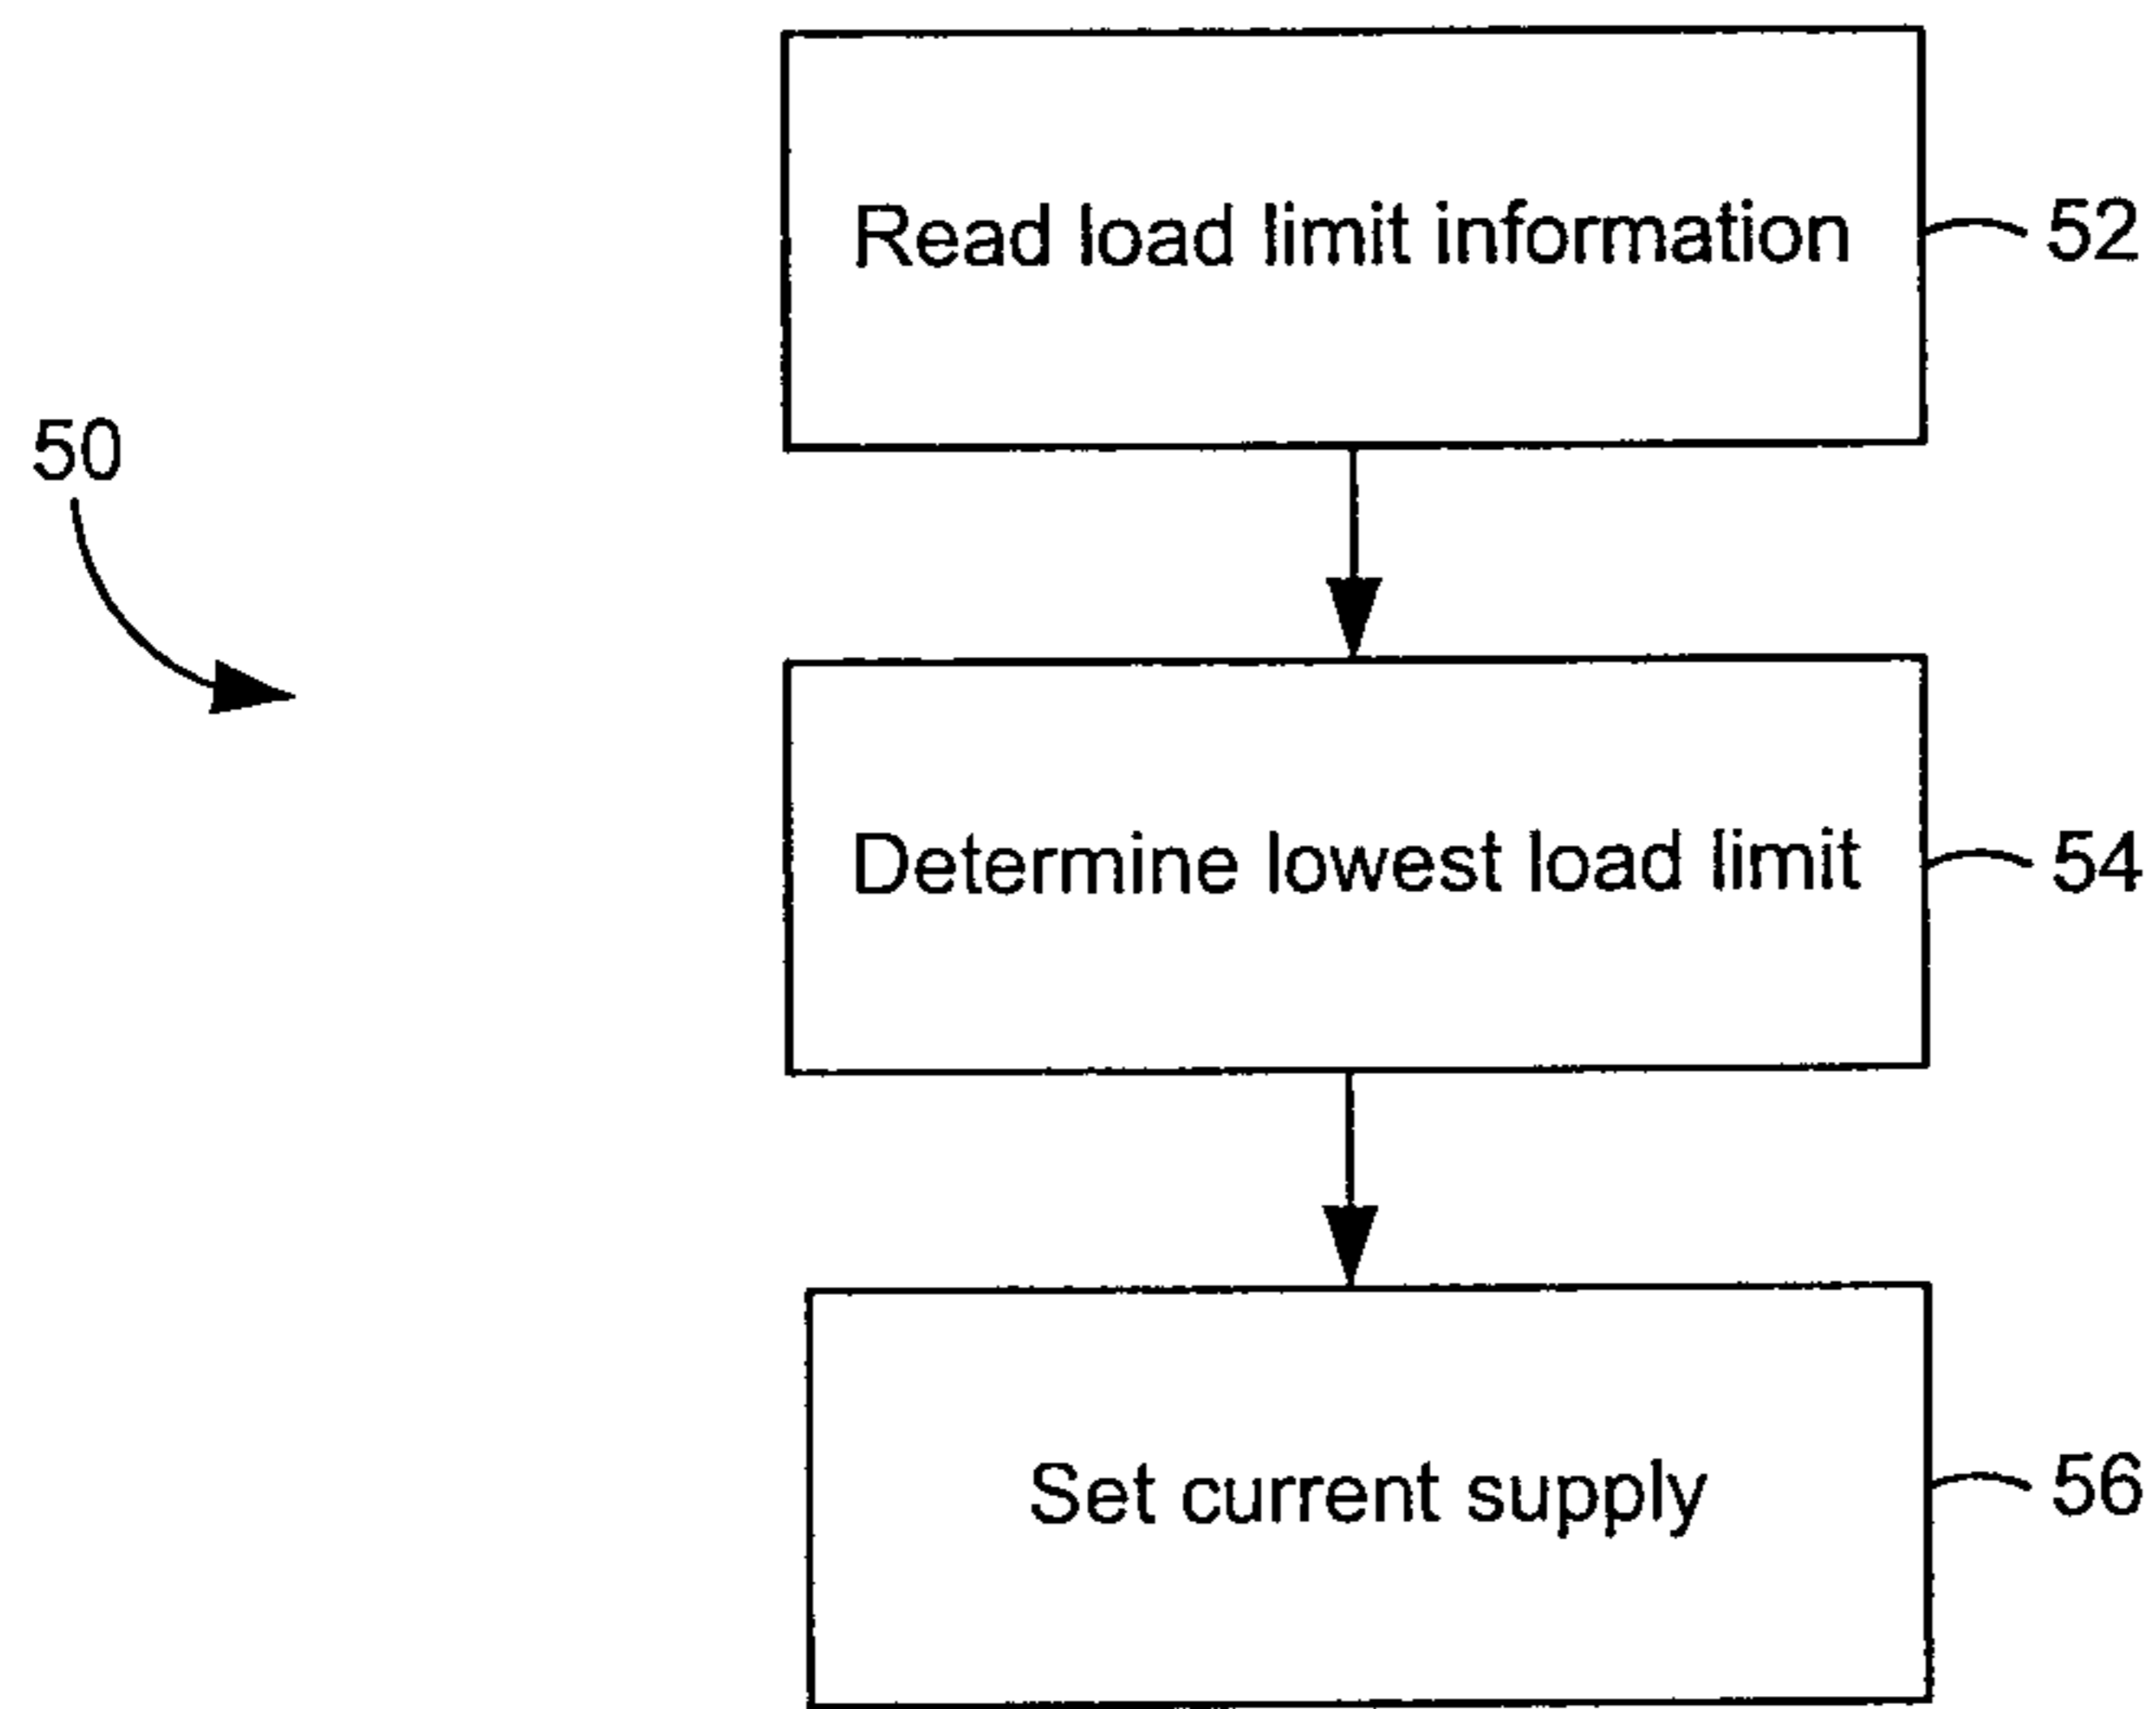 Read load limit information
52
50
Determine lowest load limit
54
Set current supply
56